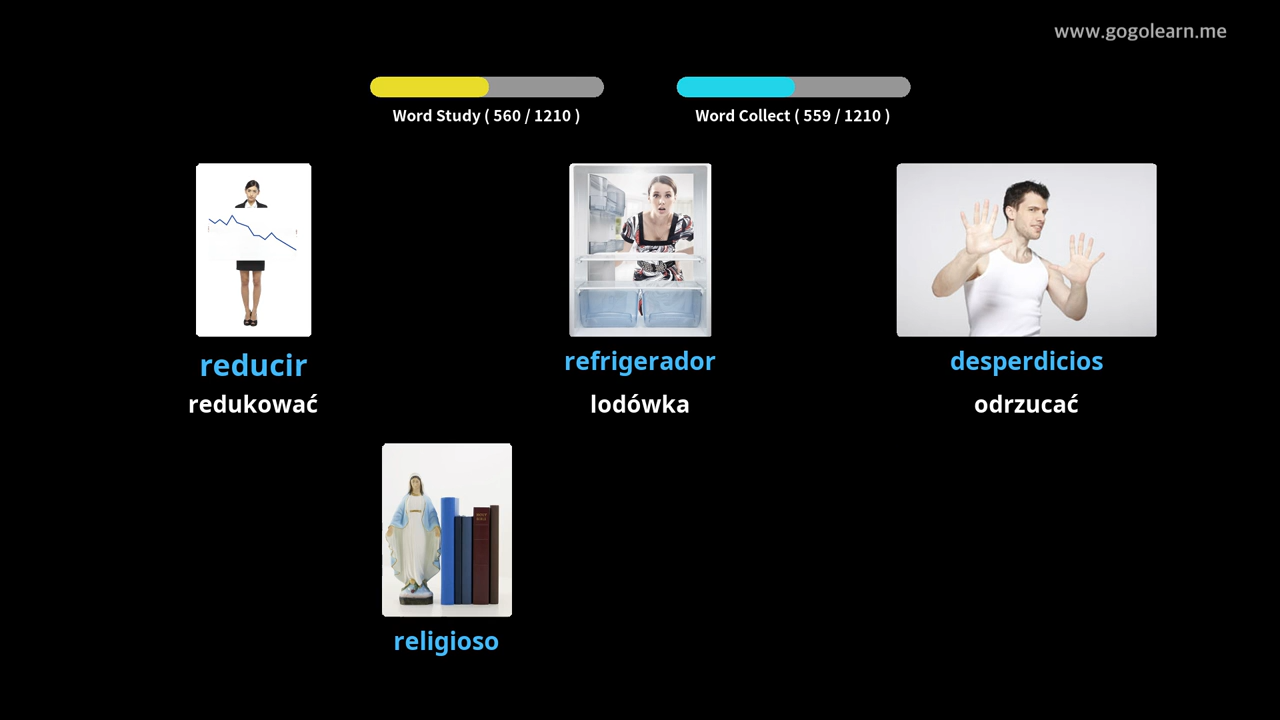 www.gogolearn.me
Word Study ( 560 / 1210 )
Word Collect ( 559 / 1210 )
reducir
redukować
refrigerador
lodówka
desperdicios
odrzucać
religioso